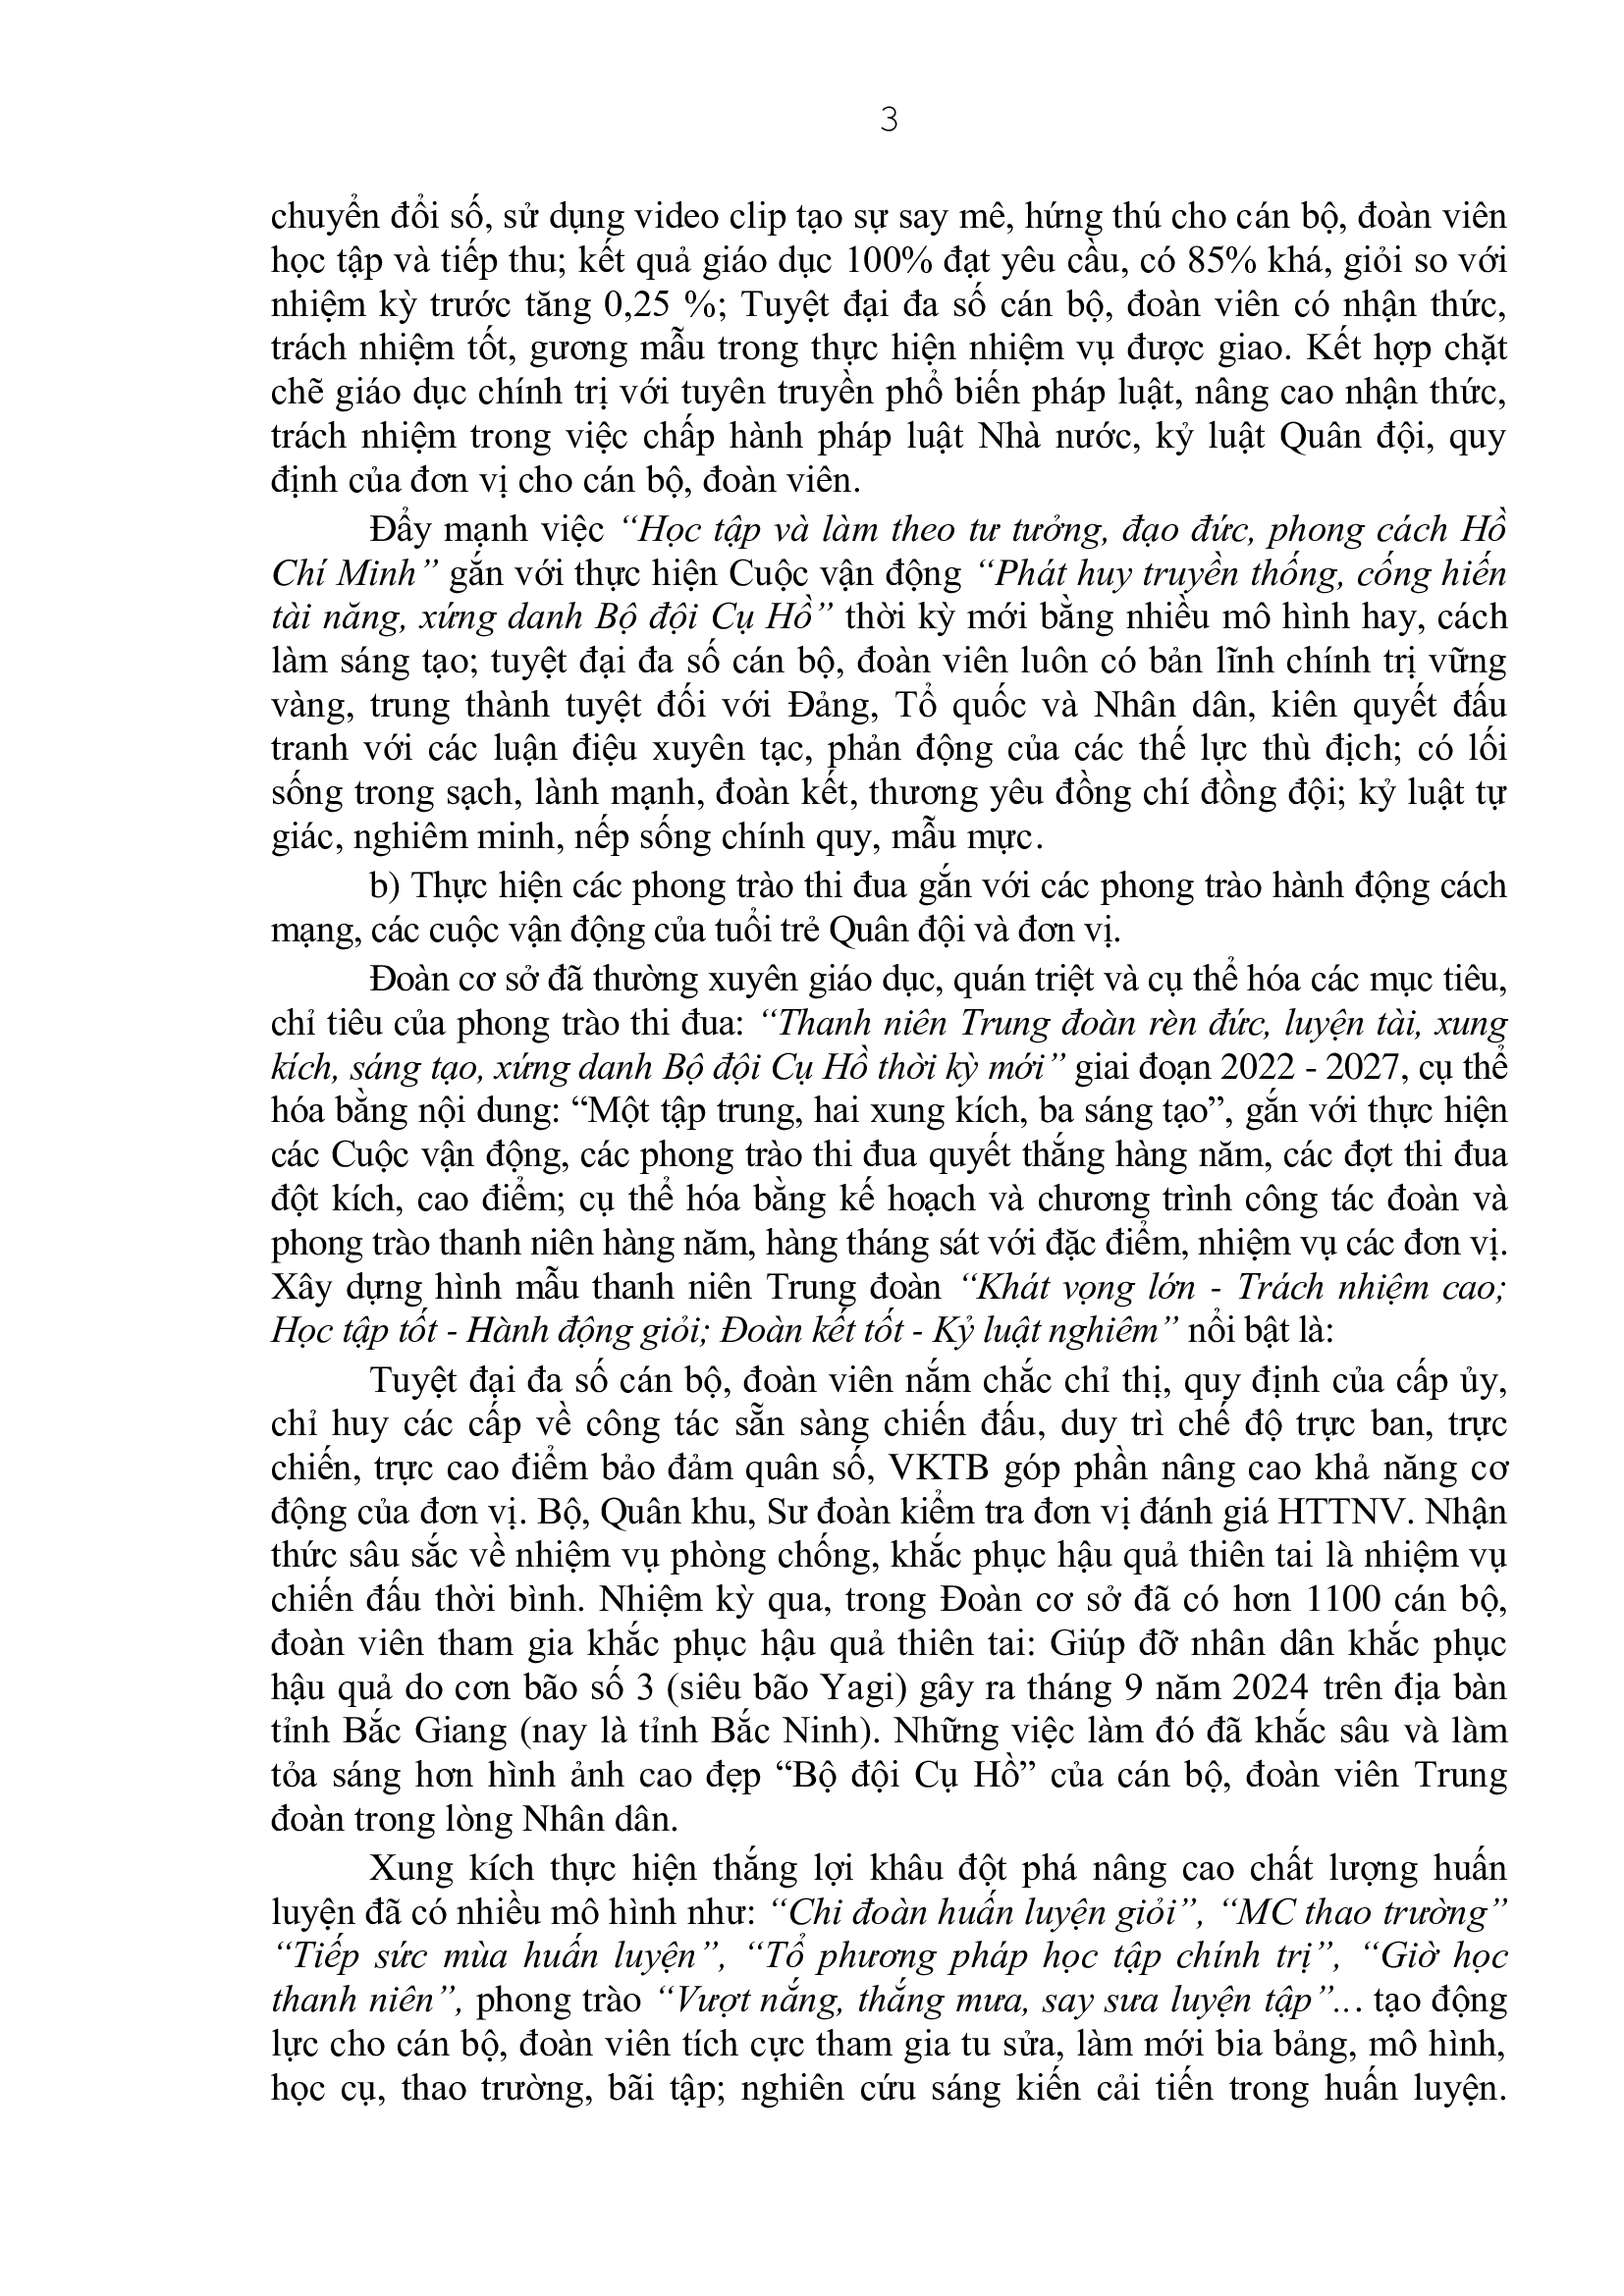 3
chuyển đổi số, sử dụng video clip tạo sự say mê, hứng thú cho cán bộ, đoàn viên
học tập và tiếp thu; kết quả giáo dục 100% đạt yêu cầu, có 85% khá, giỏi so với
nhiệm kỳ trước tăng 0,25 %; Tuyệt đại đa số cán bộ, đoàn viên có nhận thức,
trách nhiệm tốt, gương mẫu trong thực hiện nhiệm vụ được giao. Kết hợp chặt
chẽ giáo dục chính trị với tuyên truyền phổ biến pháp luật, nâng cao nhận thức,
trách nhiệm trong việc chấp hành pháp luật Nhà nước, kỷ luật Quân đội, quy
định của đơn vị cho cán bộ, đoàn viên.
Đẩy mạnh việc “Học tập và làm theo tư tưởng, đạo đức, phong cách Hồ
Chí Minh” gắn với thực hiện Cuộc vận động “Phát huy truyền thống, cống hiến
tài năng, xứng danh Bộ đội Cụ Hồ” thời kỳ mới bằng nhiều mô hình hay, cách
làm sáng tạo; tuyệt đại đa số cán bộ, đoàn viên luôn có bản lĩnh chính trị vững
vàng, trung thành tuyệt đối với Đảng, Tổ quốc và Nhân dân, kiên quyết đấu
tranh với các luận điệu xuyên tạc, phản động của các thế lực thù địch; có lối
sống trong sạch, lành mạnh, đoàn kết, thương yêu đồng chí đồng đội; kỷ luật tự
giác, nghiêm minh, nếp sống chính quy, mẫu mực.
b) Thực hiện các phong trào thi đua gắn với các phong trào hành động cách
mạng, các cuộc vận động của tuổi trẻ Quân đội và đơn vị.
Đoàn cơ sở đã thường xuyên giáo dục, quán triệt và cụ thể hóa các mục tiêu,
chỉ tiêu của phong trào thi đua: “Thanh niên Trung đoàn rèn đức, luyện tài, xung
kích, sáng tạo, xứng danh Bộ đội Cụ Hồ thời kỳ mới” giai đoạn 2022 - 2027, cụ thể
hóa bằng nội dung: “Một tập trung, hai xung kích, ba sáng tạo”, gắn với thực hiện
các Cuộc vận động, các phong trào thi đua quyết thắng hàng năm, các đợt thi đua
đột kích, cao điểm; cụ thể hóa bằng kế hoạch và chương trình công tác đoàn và
phong trào thanh niên hàng năm, hàng tháng sát với đặc điểm, nhiệm vụ các đơn vị.
Xây dựng hình mẫu thanh niên Trung đoàn “Khát vọng lớn - Trách nhiệm cao;
Học tập tốt - Hành động giỏi; Đoàn kết tốt - Kỷ luật nghiêm” nổi bật là:
Tuyệt đại đa số cán bộ, đoàn viên nắm chắc chỉ thị, quy định của cấp ủy,
chỉ huy các cấp về công tác sẵn sàng chiến đấu, duy trì chế độ trực ban, trực
chiến, trực cao điểm bảo đảm quân số, VKTB góp phần nâng cao khả năng cơ
động của đơn vị. Bộ, Quân khu, Sư đoàn kiểm tra đơn vị đánh giá HTTNV. Nhận
thức sâu sắc về nhiệm vụ phòng chống, khắc phục hậu quả thiên tai là nhiệm vụ
chiến đấu thời bình. Nhiệm kỳ qua, trong Đoàn cơ sở đã có hơn 1100 cán bộ,
đoàn viên tham gia khắc phục hậu quả thiên tai: Giúp đỡ nhân dân khắc phục
hậu quả do cơn bão số 3 (siêu bão Yagi) gây ra tháng 9 năm 2024 trên địa bàn
tỉnh Bắc Giang (nay là tỉnh Bắc Ninh). Những việc làm đó đã khắc sâu và làm
tỏa sáng hơn hình ảnh cao đẹp “Bộ đội Cụ Hồ” của cán bộ, đoàn viên Trung
đoàn trong lòng Nhân dân.
Xung kích thực hiện thắng lợi khâu đột phá nâng cao chất lượng huấn
luyện đã có nhiều mô hình như: “Chi đoàn huấn luyện giỏi”, “MC thao trường”
“Tiếp sức mùa huấn luyện”, “Tổ phương pháp học tập chính trị”, “Giờ học
thanh niên”, phong trào “Vượt nắng, thắng mưa, say sưa luyện tập”... tạo động
lực cho cán bộ, đoàn viên tích cực tham gia tu sửa, làm mới bia bảng, mô hình,
học cụ, thao trường, bãi tập; nghiên cứu sáng kiến cải tiến trong huấn luyện.